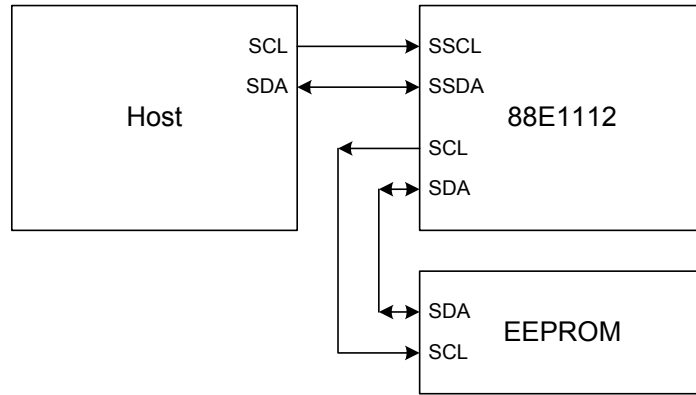 SCL
SSCL
SDA
SSDA
Host
88E1112
SCL
SDA
SDA
EEPROM
SCL